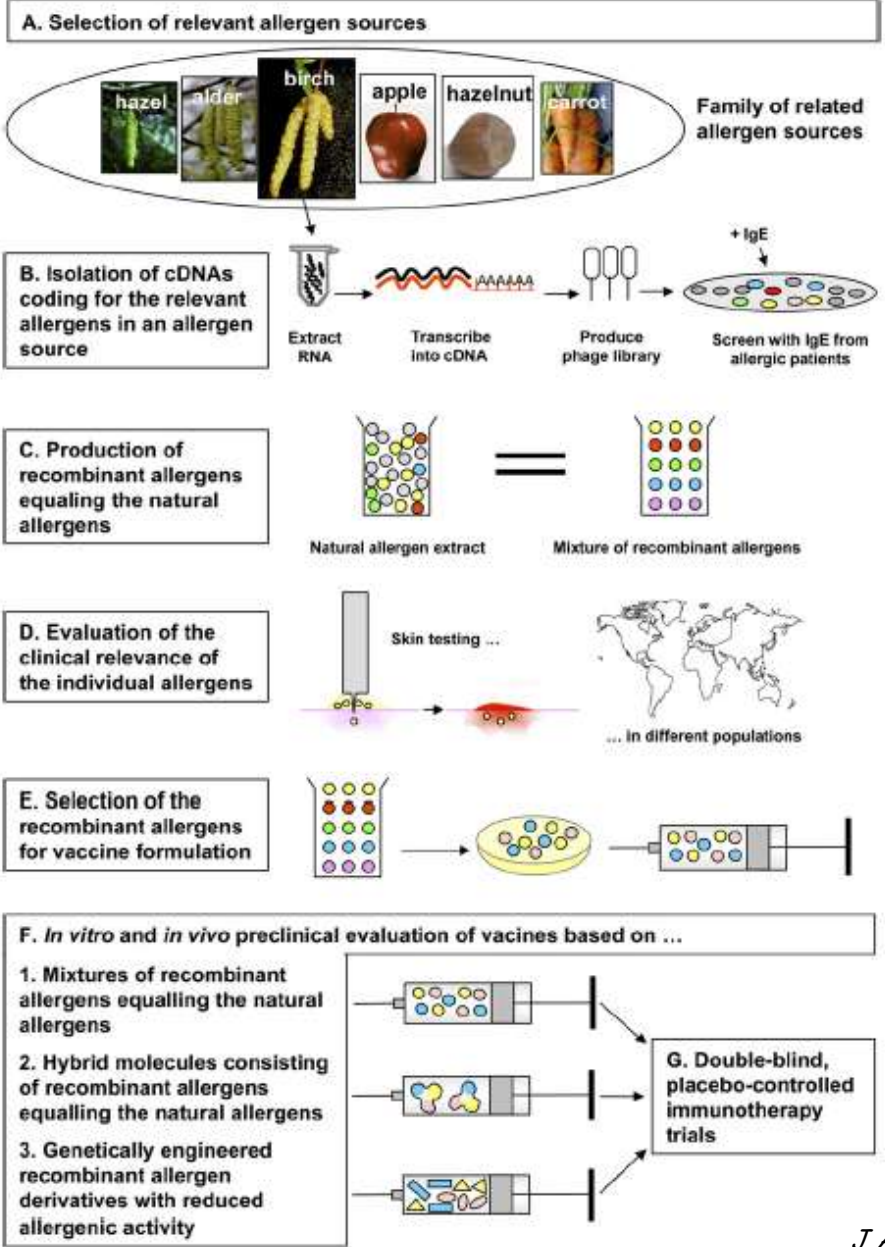 A. Selection of relevant allergen sources
hazel
alder
birch
apple
hazelnut
carrot
Family of related
allergen sources
B. Isolation of cDNAs
coding for the relevant
allergens in an allergen
source
+ IgE
AAAAAA
Extract
RNA
Transcribe
into cDNA
Produce
phage library
Screen with IgE from
allergic patients
C. Production of
recombinant allergens
equaling the natural
allergens
Natural allergen extract
Mixture of recombinant allergens
D. Evaluation of the
clinical relevance of
the individual allergens
Skin testing ...
... in different populations
E. Selection of the
recombinant allergens
for vaccine formulation
F. In vitro and in vivo preclinical evaluation of vacines based on ...
1. Mixtures of recombinant
allergens equalling the natural
allergens
2. Hybrid molecules consisting
of recombinant allergens
equalling the natural allergens
3. Genetically engineered
recombinant allergen
derivatives with reduced
allergenic activity
G. Double-blind,
placebo-controlled
immunotherapy
trials